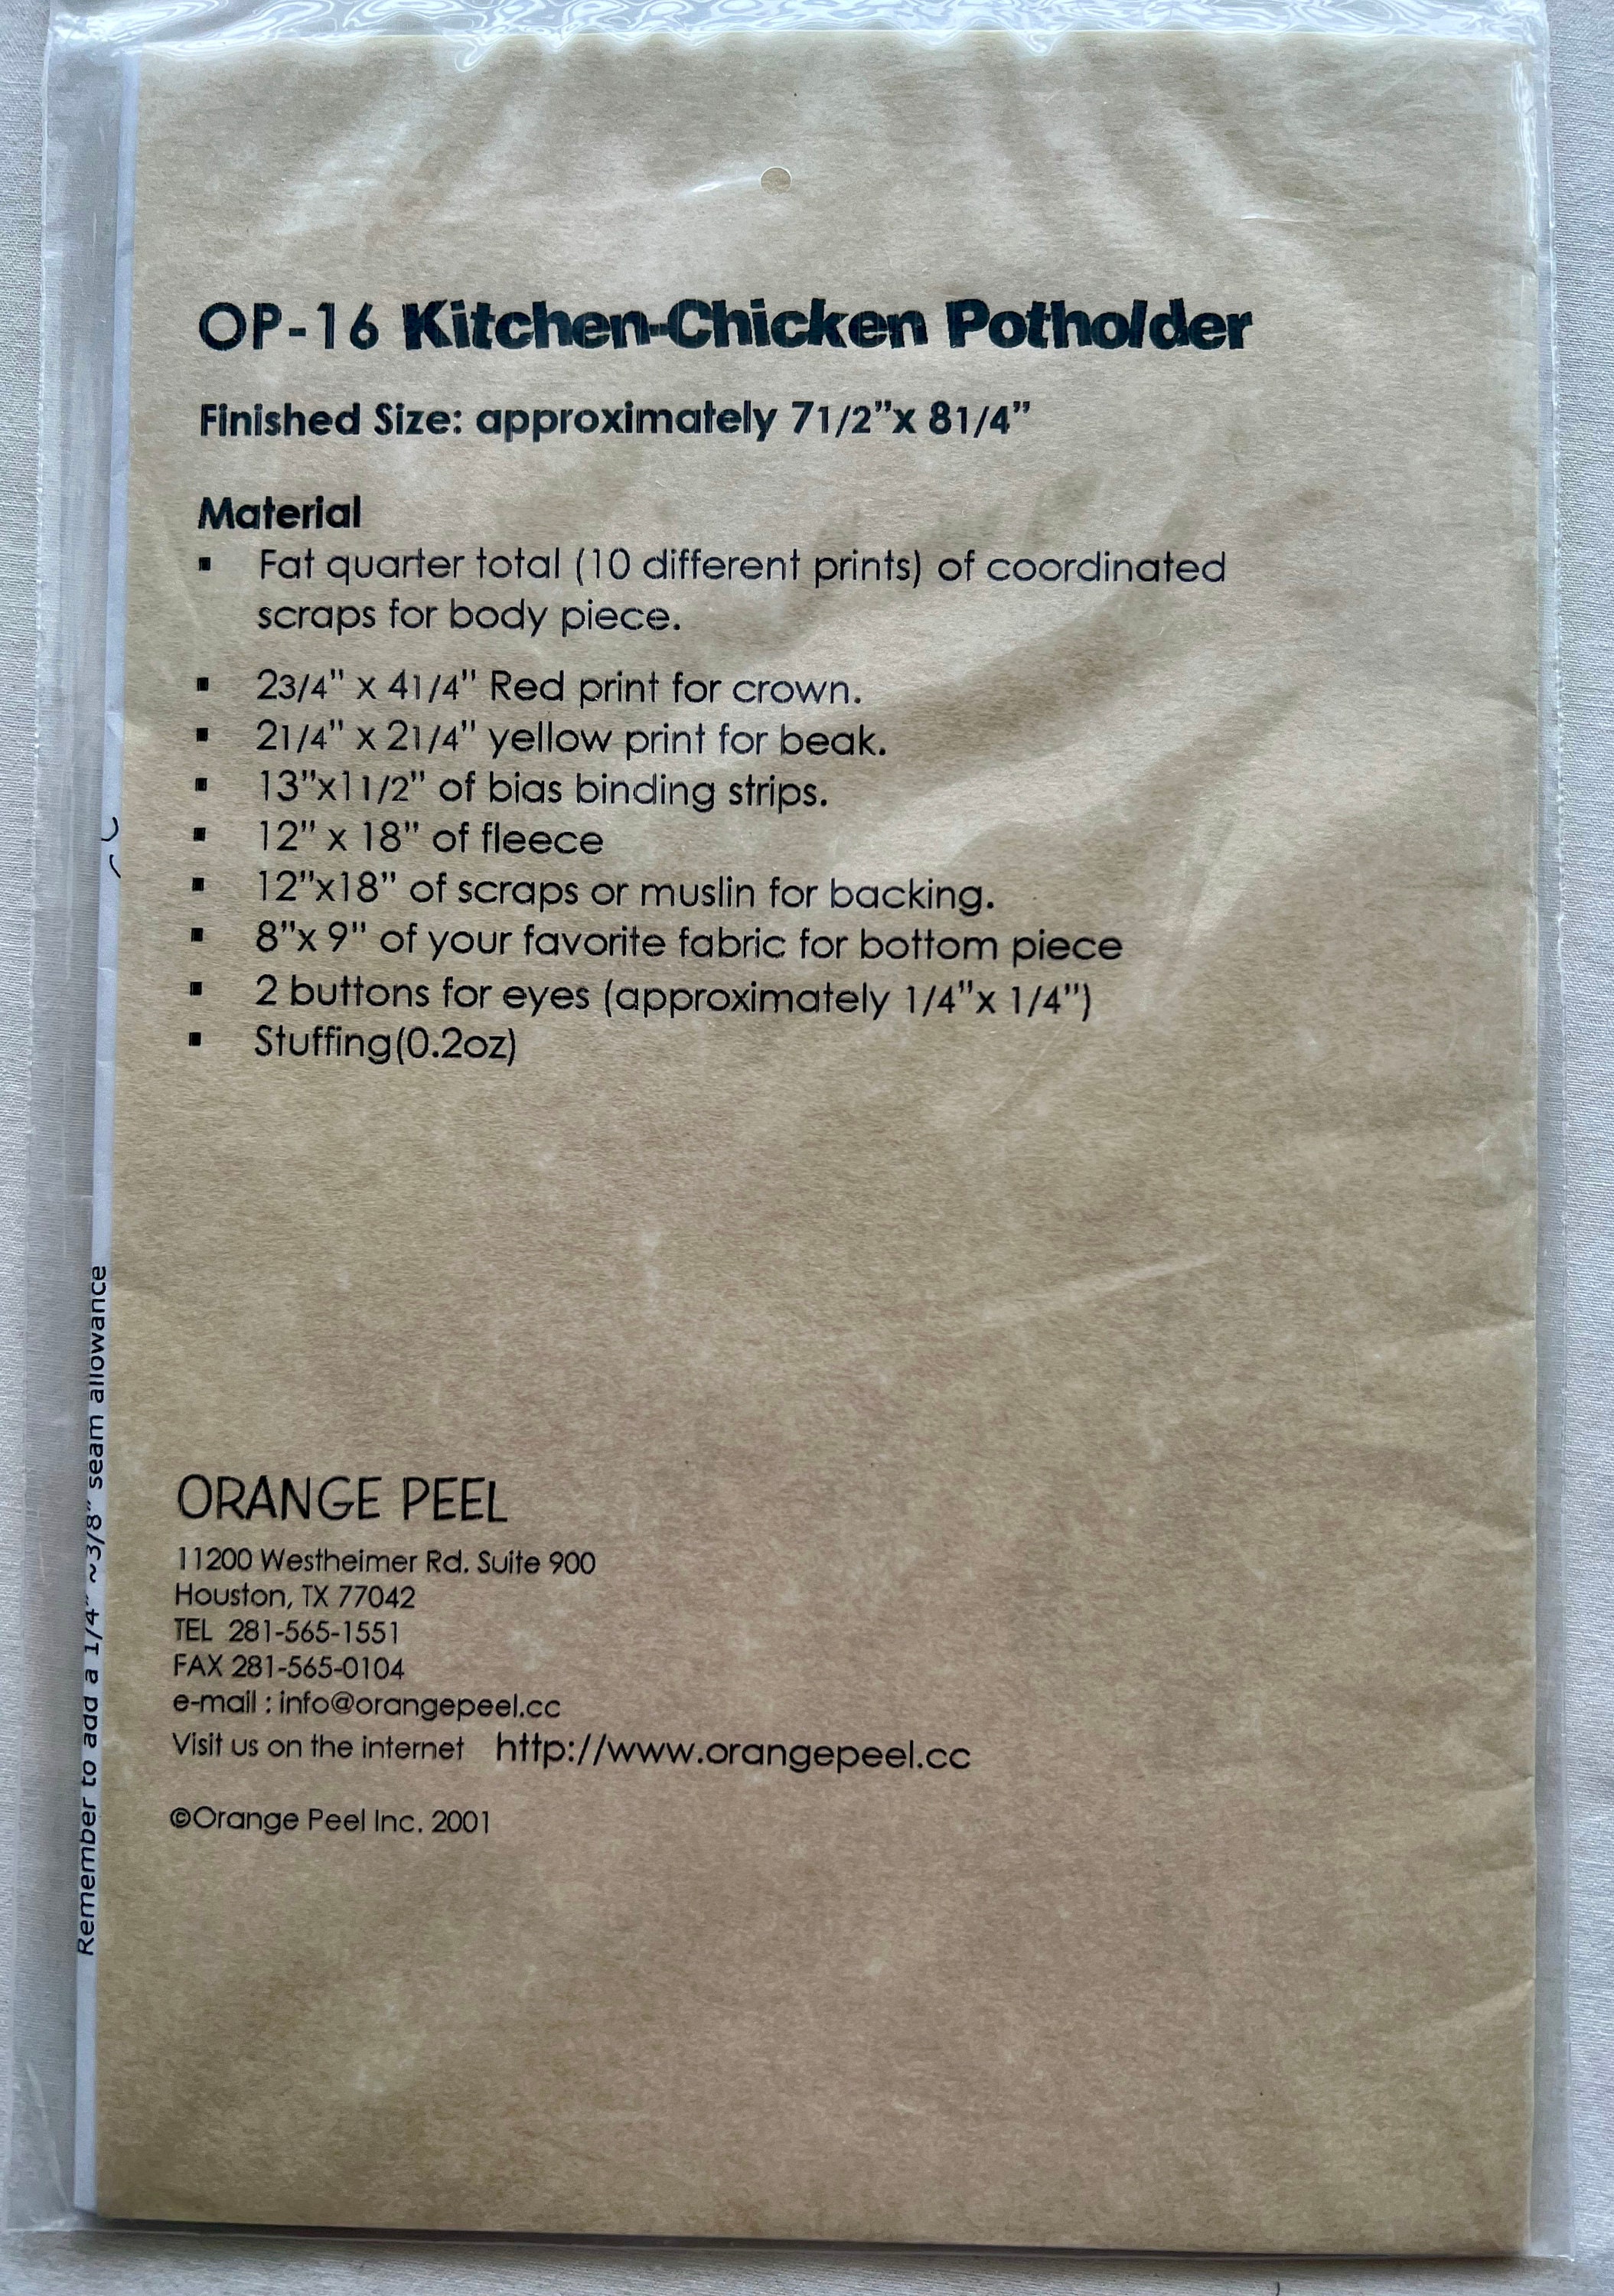 OP-16 Kitchen-Chicken Potholder
Finished Size: approximately 71/2”x 81/4”
Material
▪ Fat quarter total (10 different prints) of coordinated
scraps for body piece.
▪ 23/4" x 41/4" Red print for crown.
▪ 21/4" x 21/4" yellow print for beak.
▪ 13”x11/2" of bias binding strips.
▪ 12” x 18” of fleece
▪ 12”x18” of scraps or muslin for backing.
▪ 8”x 9” of your favorite fabric for bottom piece
▪ 2 buttons for eyes (approximately 1/4”x 1/4”)
▪ Stuffing(0.2oz)
ORANGE PEEL
11200 Westheimer Rd. Suite 900
Houston, TX 77042
TEL 281-565-1551
FAX 281-565-0104
e-mail : info@orangepeel.cc
Visit us on the internet http://www.orangepeel.cc
©Orange Peel Inc. 2001
Remember to add a 1/4" ~3/8" seam allowance